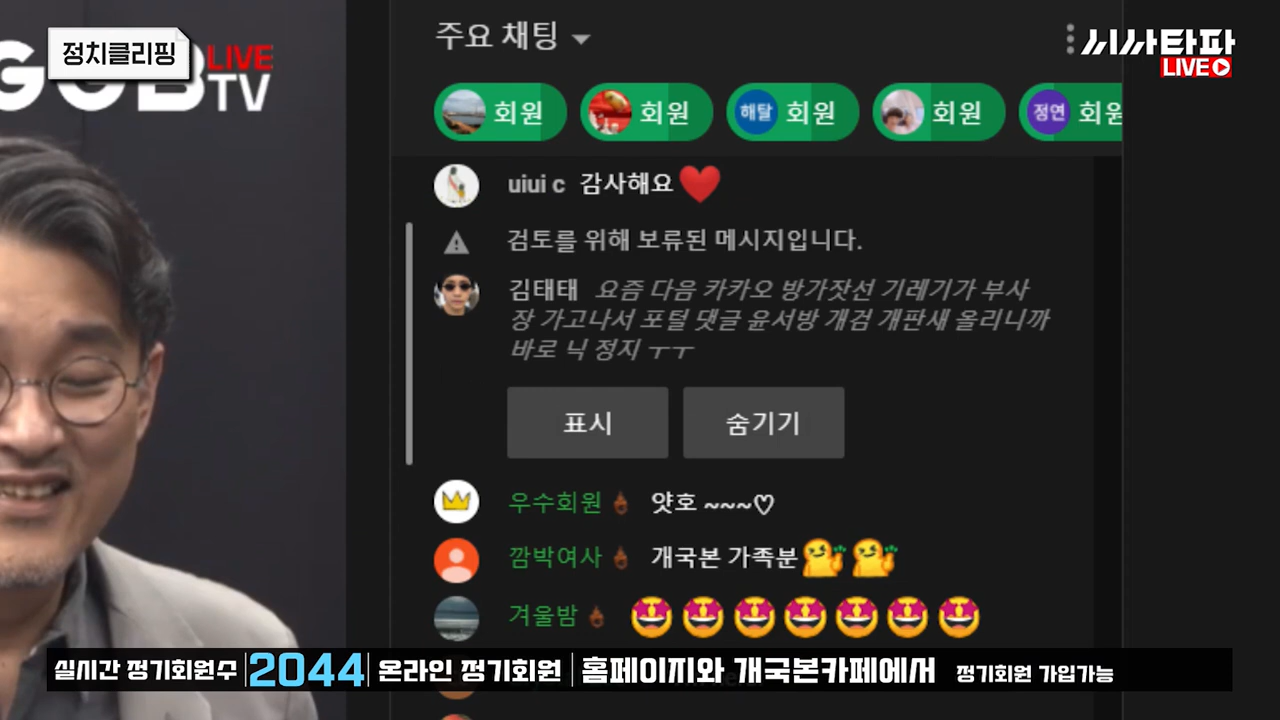 정치클리핑
LIVE
TV
주요 채팅
시사타파
LIVE
회원
회원
해탈 회원
회원
정연 회원
uiui c 감사해요
검토를 위해 보류된 메시지입니다.
김태태 요즘 다음 카카오 방가잣선 기레기가 부사
장 가고나서 포털 댓글 윤서방 개검 개판새 올리니까
바로 닉 정지 ㅜㅜ
표시
숨기기
우수회원 얏호 ~~~♡
깜박여사 개국본 가족분
겨울밤
실시간 정기회원수 2044 온라인 정기회원 홈페이지와 개국본카페에서 정기회원 가입가능